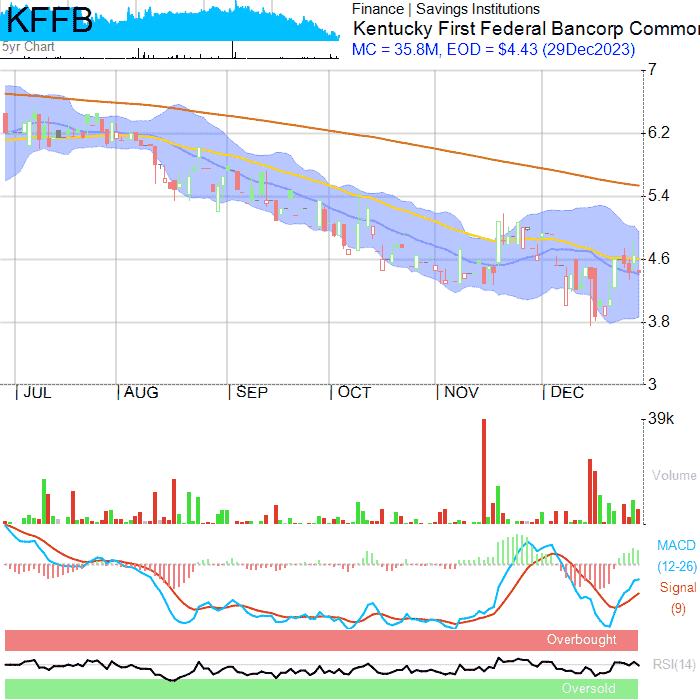 KFFB
5yr Chart
Finance | Savings Institutions
Kentucky First Federal Bancorp Commo
MC = 35.8M, EOD = $4.43 (29Dec2023)
7
6.2
5.4
4.6
3.8
3
| JUL | AUG | SEP | OCT | NOV | DEC
39k
Volume
MACD
(12-26)
Signal
(9)
Overbought
RSI(14)
Oversold